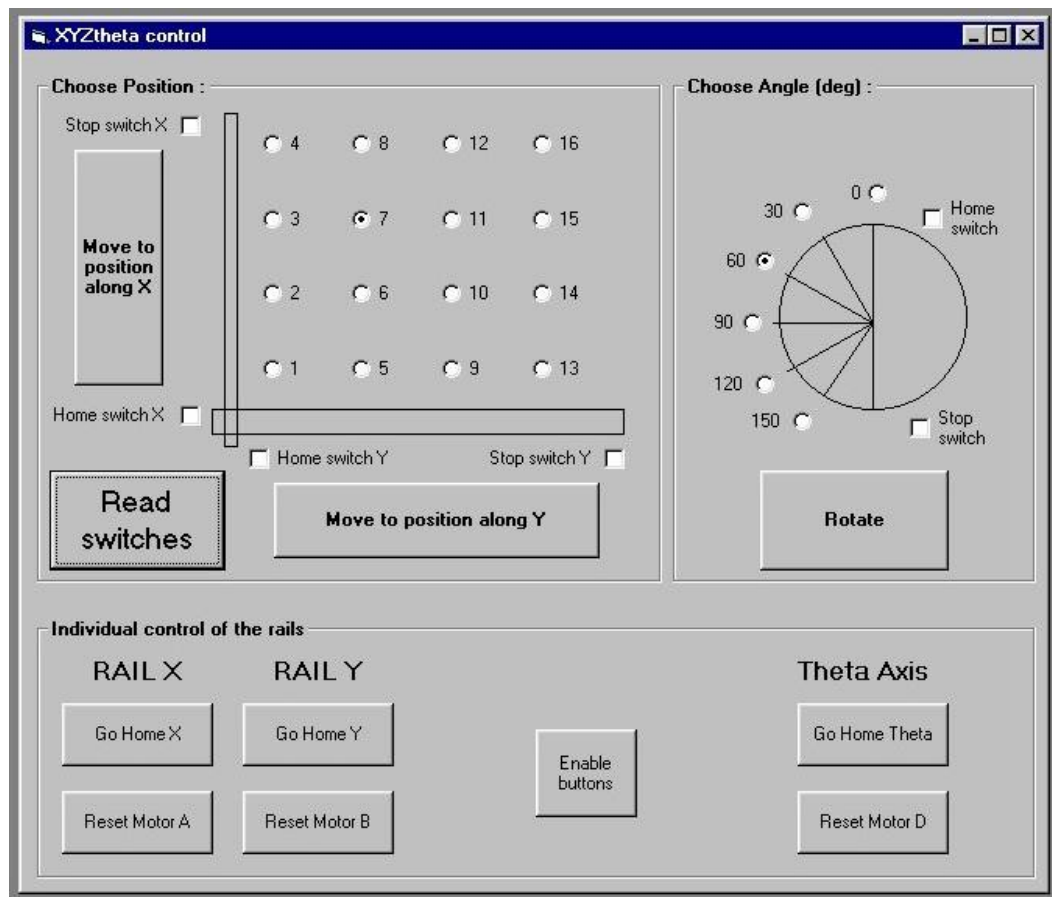 XYZtheta control
Choose Position :
Stop switch X
4
8
12
16
3
7
11
15
Move to
position
along X
2
6
10
14
1
5
9
13
Home switch X
Home switch Y
Stop switch Y
Read
switches
Move to position along Y
Choose Angle (deg) :
0
30
Home
switch
60
90
120
150
Stop
switch
Rotate
Individual control of the rails
RAIL X
RAIL Y
Theta Axis
Go Home X
Go Home Y
Go Home Theta
Enable
buttons
Reset Motor A
Reset Motor B
Reset Motor D